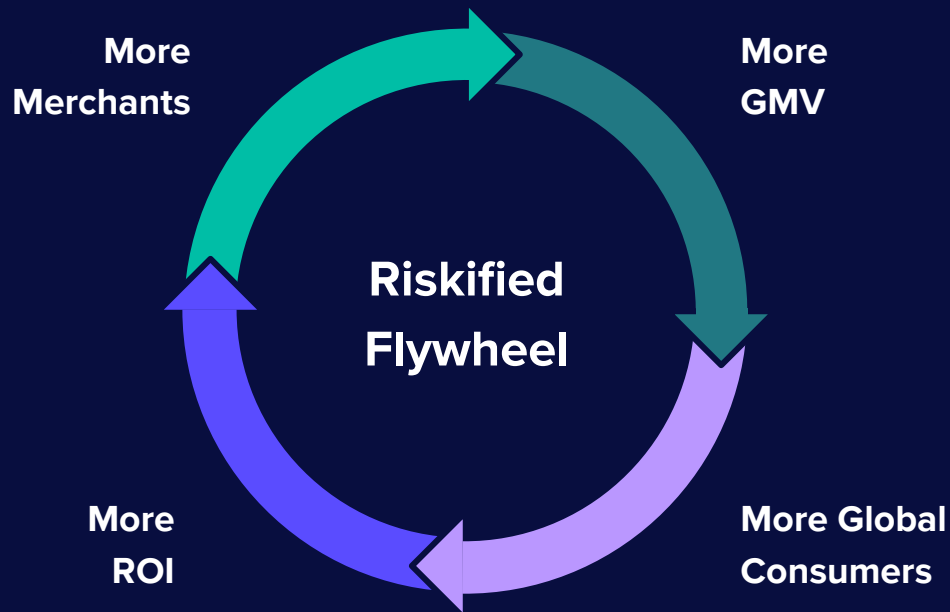 More
Merchants
More
GMV
Riskified
Flywheel
More
ROI
More Global
Consumers